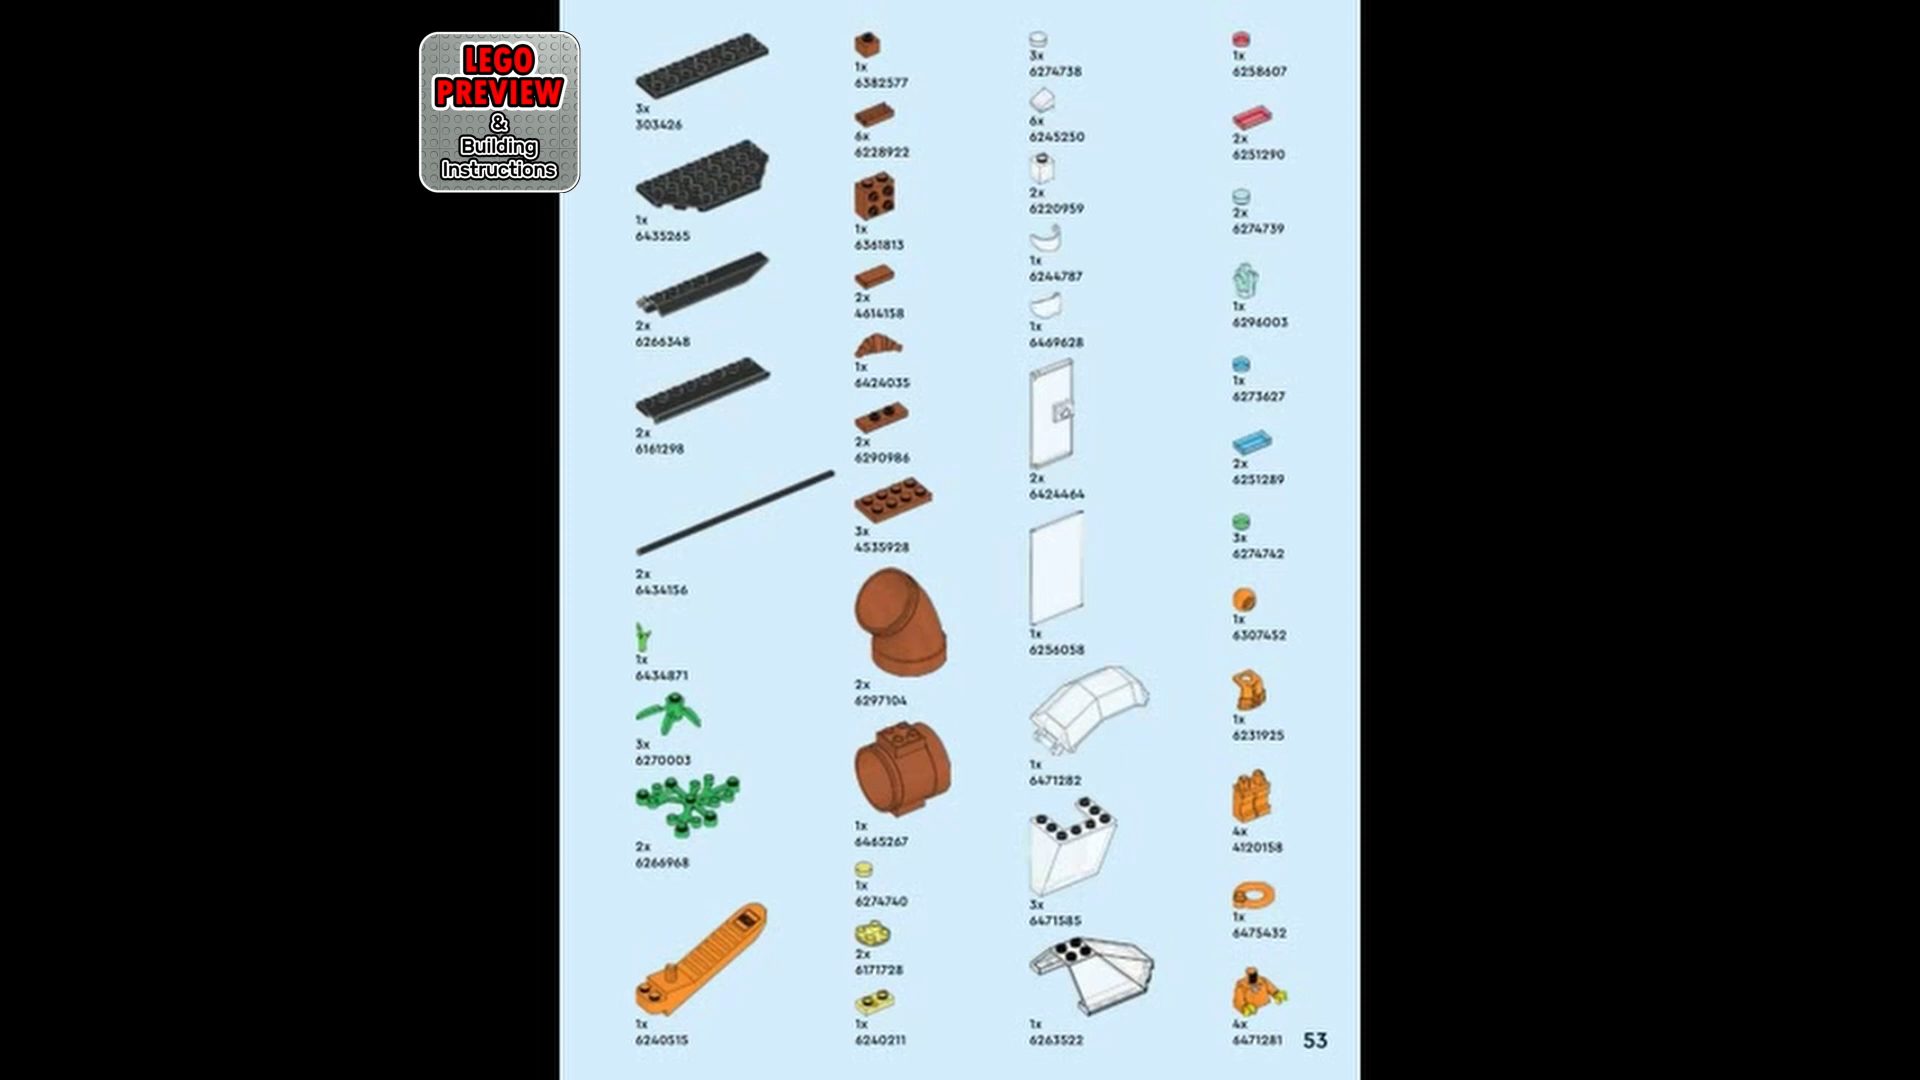 LEGO
PREVIEW
&
Building
Instructions
3x
303426
1x
6435265
2x
6266348
2x
6161298
2x
6434156
1x
6434871
3x
6270003
2x
6266968
1x
6240515
1x
6382577
6x
6228922
1x
6361813
2x
4614158
1x
6424035
2x
6290986
3x
4535928
2x
6297104
1x
6465267
1x
6274740
2x
6171728
1x
6240211
3x
6274738
6x
6245250
2x
6220959
1x
6244787
1x
6469628
2x
6424464
1x
6256058
1x
6471282
3x
6471585
1x
6263522
1x
6258607
2x
6251290
2x
6274739
1x
6296003
1x
6273627
2x
6251289
3x
6274742
1x
6307452
1x
6231925
4x
4120158
1x
6475432
4x
6471281
53